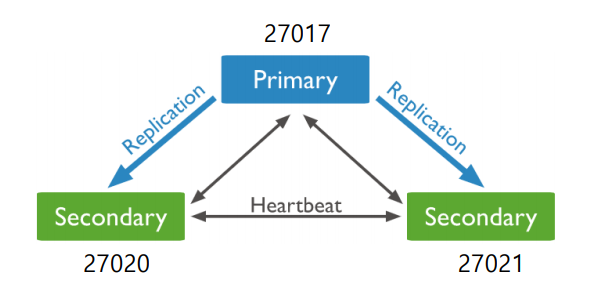 27017
Primary
Replication
Replication
Secondary
Heartbeat
Secondary
27020
27021